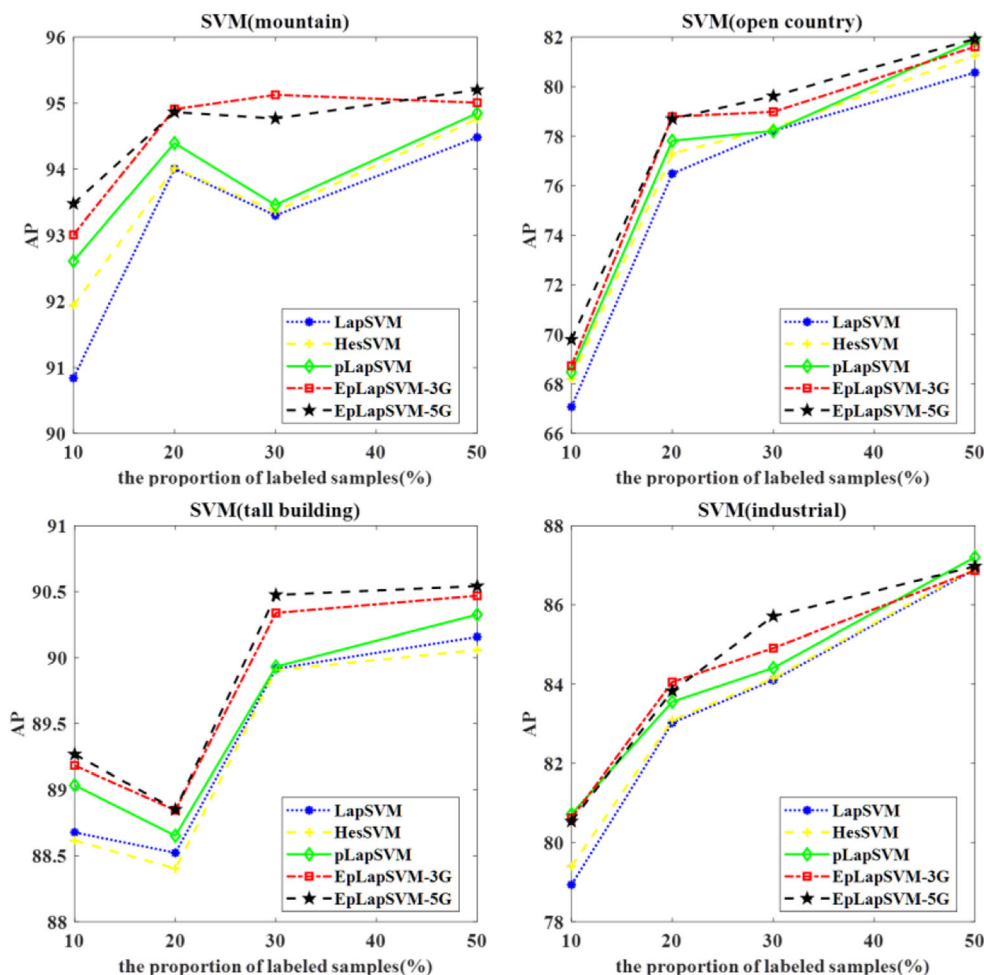 SVM(mountain)
96
95
94
93
92
91
90
AP
10 20 30 40 50
the proportion of labeled samples(%)
LapSVM
HesSVM
pLapSVM
EpLapSVM-3G
EpLapSVM-5G
SVM(open country)
82
80
78
76
74
72
70
68
66
AP
10 20 30 40 50
the proportion of labeled samples(%)
LapSVM
HesSVM
pLapSVM
EpLapSVM-3G
EpLapSVM-5G
SVM(tall building)
91
90.5
90
89.5
89
88.5
88
AP
10 20 30 40 50
the proportion of labeled samples(%)
LapSVM
HesSVM
pLapSVM
EpLapSVM-3G
EpLapSVM-5G
SVM(industrial)
88
86
84
82
80
78
AP
10 20 30 40 50
the proportion of labeled samples(%)
LapSVM
HesSVM
pLapSVM
EpLapSVM-3G
EpLapSVM-5G